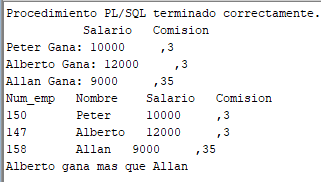 Procedimiento PL/SQL terminado correctamente.
Salario Comision
Peter Gana: 10000 ,3
Alberto Gana: 12000 ,3
Allan Gana: 9000 ,35
Num_emp Nombre Salario Comision
150 Peter 10000 ,3
147 Alberto 12000 ,3
158 Allan 9000 ,35
Alberto gana mas que Allan